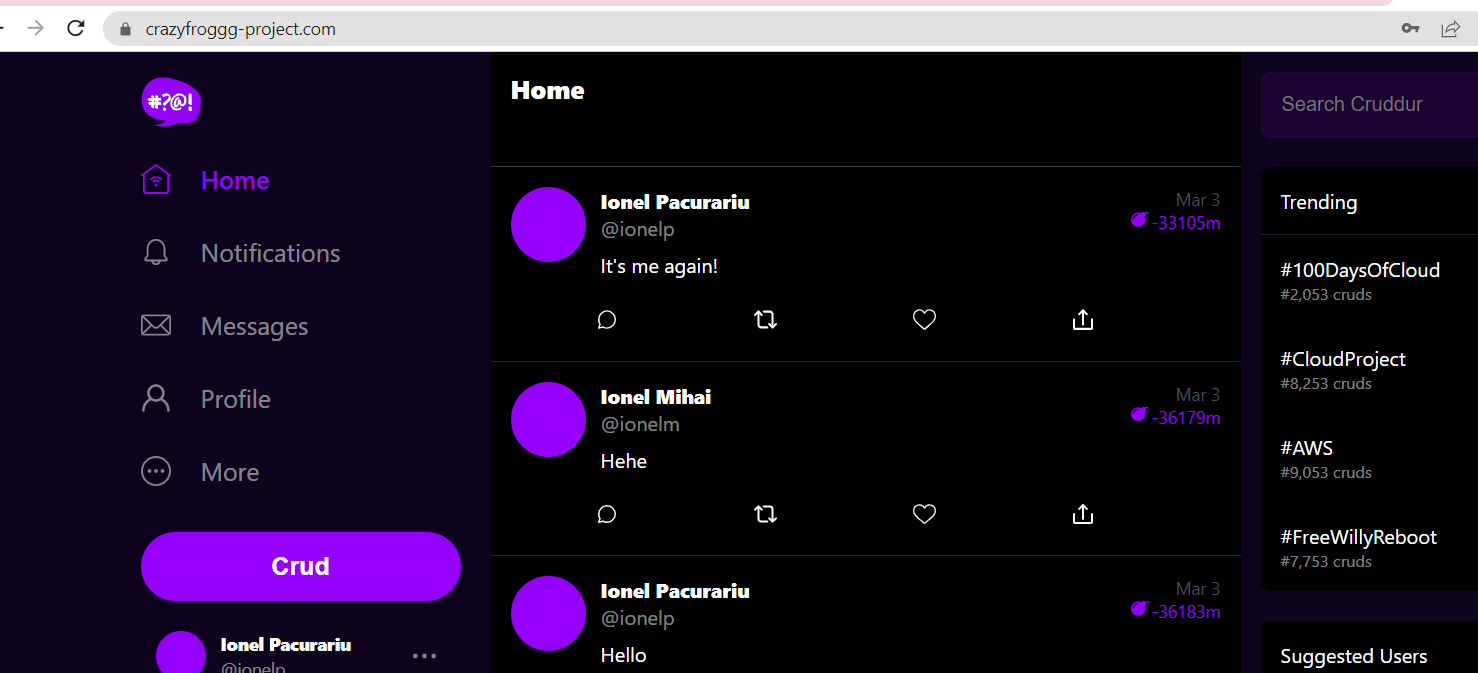 crazyfroggg-project.com
#?@!
Home
Notifications
Messages
Profile
More
Crud
Ionel Pacurariu
@ionelp
Home
Ionel Pacurariu
@ionelp
Mar 3
-33105m
It's me again!
Ionel Mihai
@ionelm
Mar 3
-36179m
Hehe
Ionel Pacurariu
@ionelp
Mar 3
-36183m
Hello
Search Cruddur
Trending
#100DaysOfCloud
#2,053 cruds
#CloudProject
#8,253 cruds
#AWS
#9,053 cruds
#FreeWillyReboot
#7,753 cruds
Suggested Users